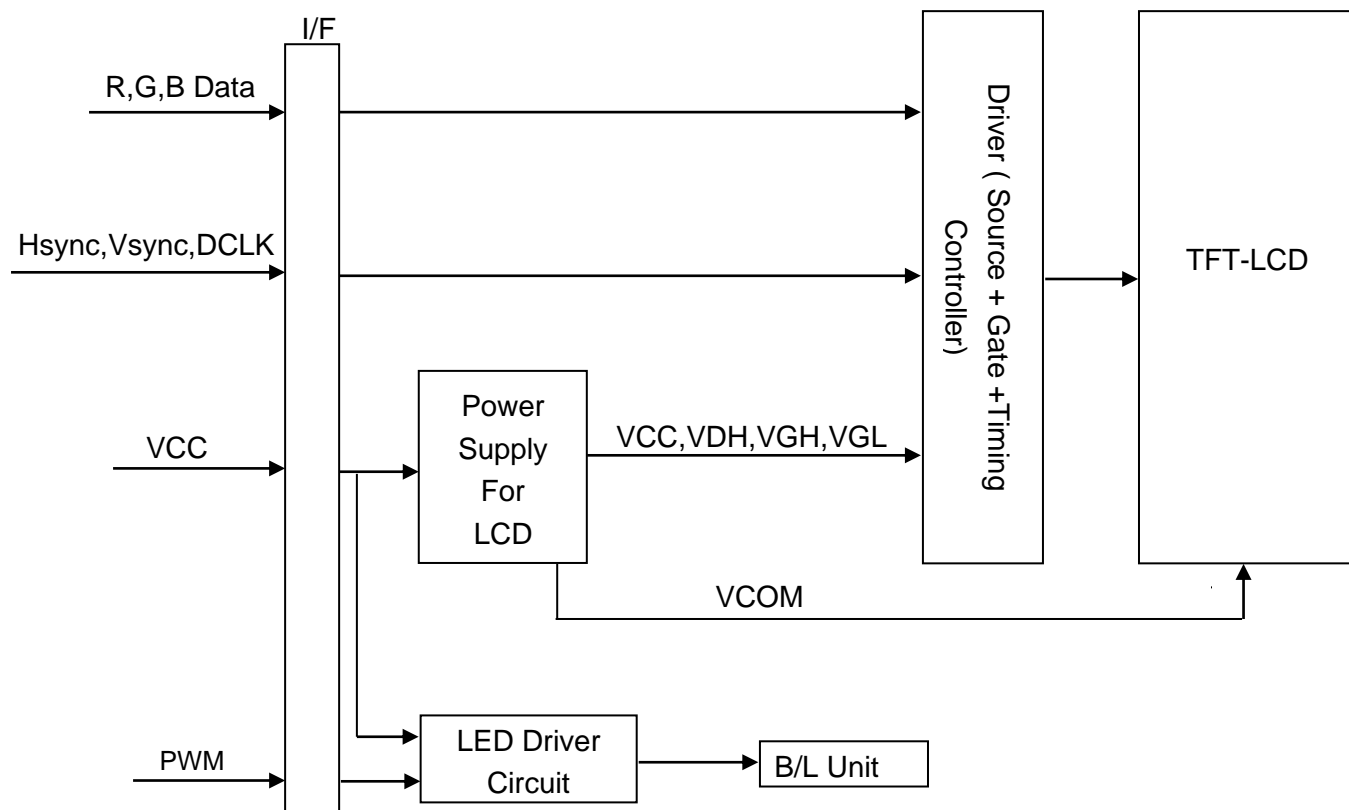 I/F
R,G,B Data
Hsync,Vsync,DCLK
VCC
PWM
Power
Supply
For
LCD
VCC,VDH,VGH,VGL
VCOM
LED Driver
Circuit
B/L Unit
Driver ( Source + Gate +Timing
Controller)
TFT-LCD